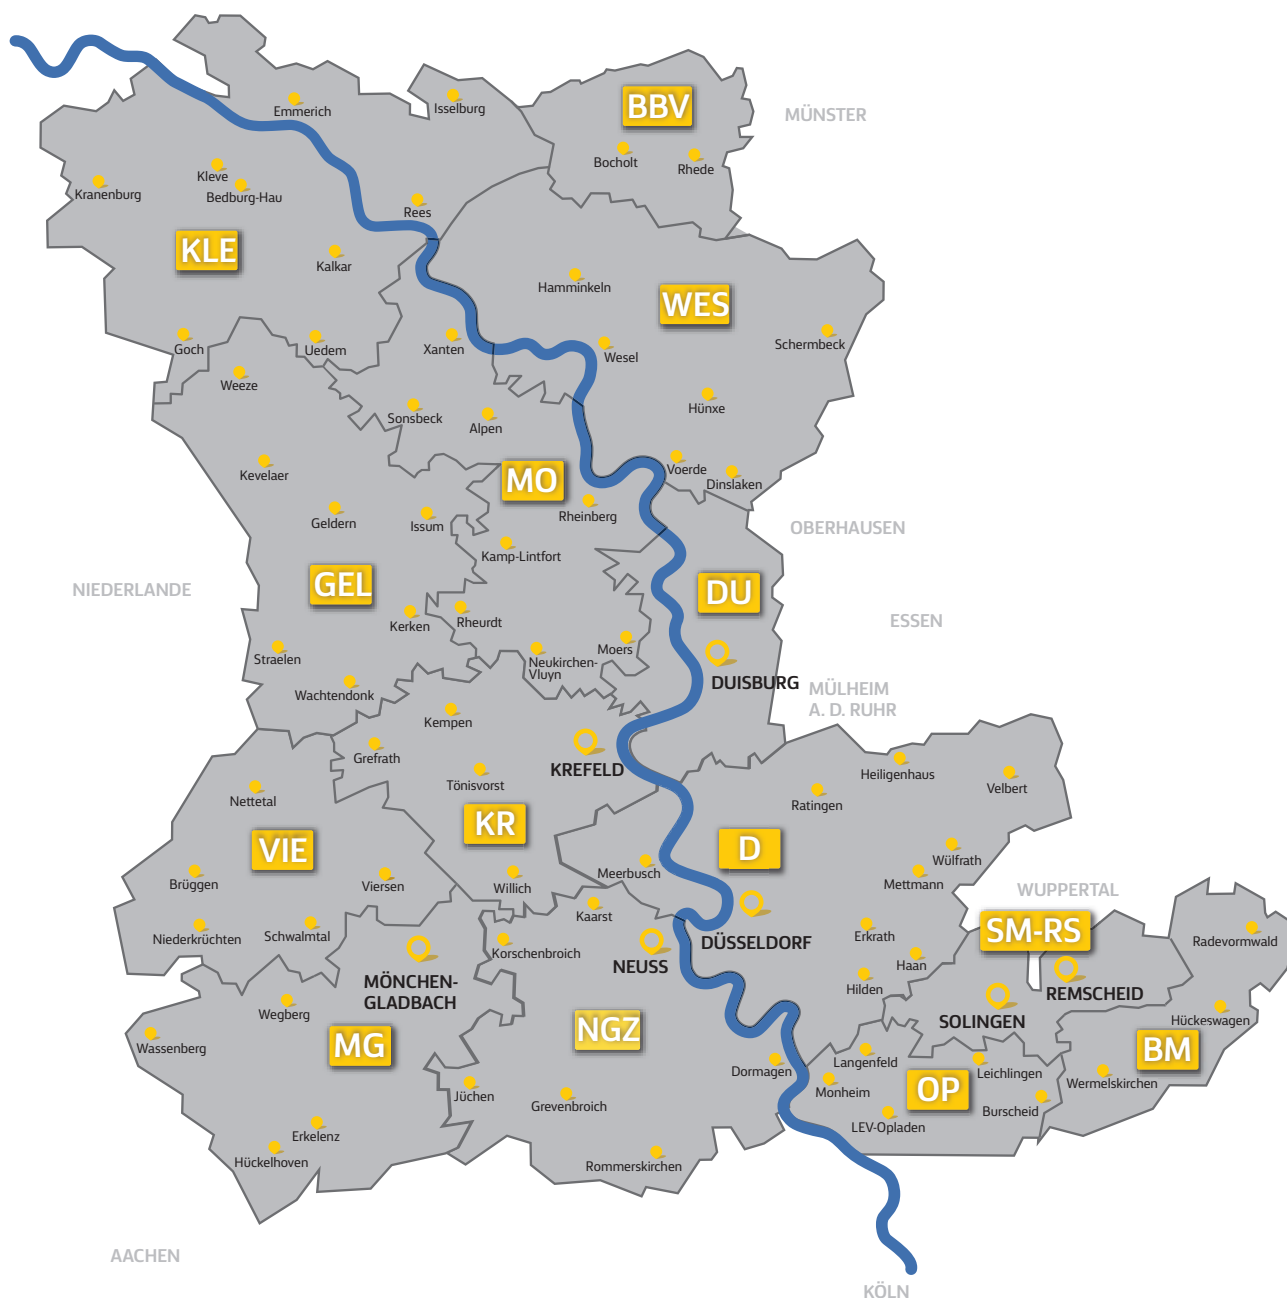 Emmerich
Isselburg
BBV
MÜNSTER
Bocholt
Rhede
Kranenburg
Kleve
Bedburg-Hau
Rees
KLE
Kalkar
Hamminkeln
WES
Goch
Uedem
Xanten
Wesel
Schermbeck
Weeze
Sonsbeck
Alpen
Hünxe
Kevelaer
MO
Voerde
Dinslaken
Geldern
Issum
Rheinberg
OBERHAUSEN
Kamp-Lintfort
NIEDERLANDE
GEL
DU
ESSEN
Kerken
Rheurdt
Straelen
Neukirchen-
Vluyn
Moers
DUISBURG
Wachtendonk
MÜLHEIM
A. D. RUHR
Kempen
Grefrath
KREFELD
Tönisvorst
Heiligenhaus
Velbert
Nettetal
Ratingen
KR
VIE
D
Wülfrath
Brüggen
Viersen
Willich
Meerbusch
Mettmann
WUPPERTAL
Kaarst
Niederkrüchten
Schwalmtal
Korschenbroich
NEUSS
DÜSSELDORF
Erkrath
SM-RS
Radevormwald
MÖNCHEN-
GLADBACH
Haan
Hilden
REMSCHEID
SOLINGEN
Hückeswagen
Wegberg
Wassenberg
MG
NGZ
BM
Dormagen
Langenfeld
Leichlingen
Wermelskirchen
Jüchen
Grevenbroich
Monheim
OP
Burscheid
LEV-Opladen
Erkelenz
Hückelhoven
Rommerskirchen
AACHEN
KÖLN